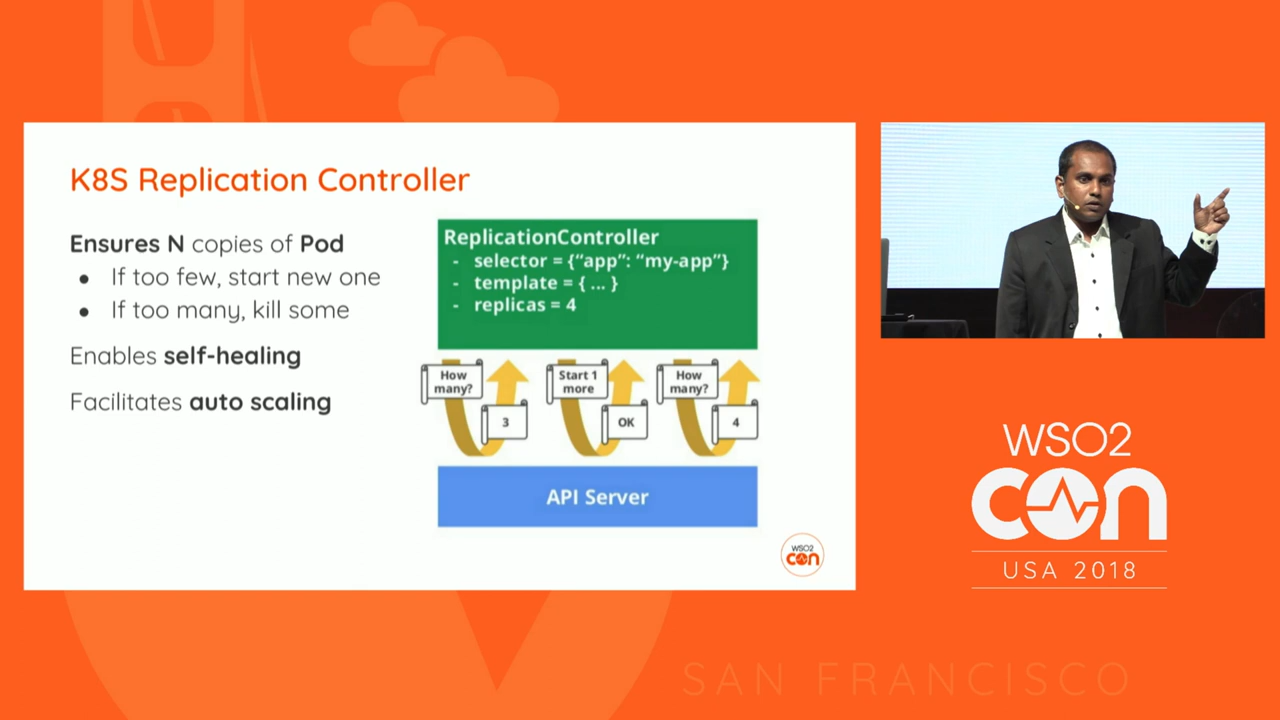 K8S Replication Controller
Ensures N copies of Pod
● If too few, start new one
● If too many, kill some
Enables self-healing
Facilitates auto scaling
ReplicationController
- selector = {“app”: “my-app”}
- template = { ... }
- replicas = 4
How
many?
3
Start 1
more
OK
How
many?
4
API Server
WSO2
con
WSO2
con
USA 2018
SAN FRANCISCO